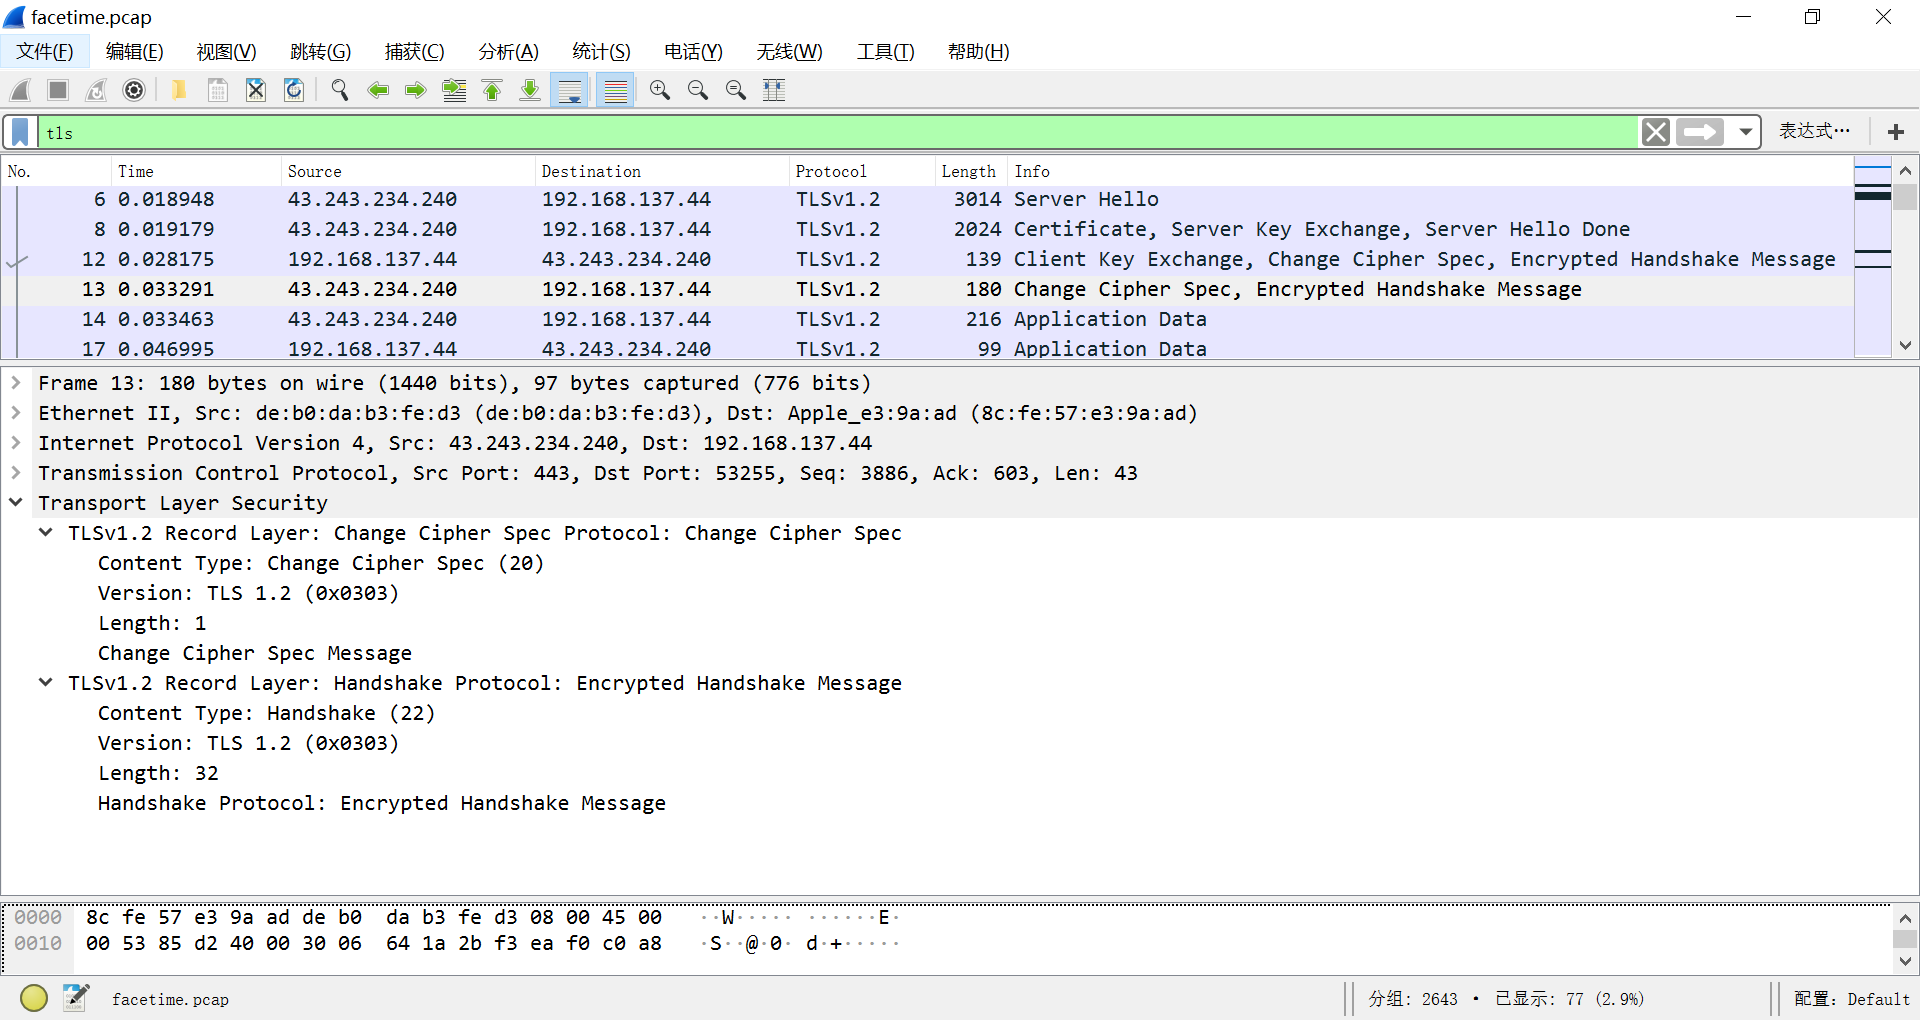 facetime.pcap
文件(F) 编辑(E) 视图(V) 跳转(G) 捕获(C) 分析(A) 统计(S) 电话(Y) 无线(W) 工具(T) 帮助(H)
tls 表达式… +
No. Time Source Destination Protocol Length Info
6 0.018948 43.243.234.240 192.168.137.44 TLSv1.2 3014 Server Hello
8 0.019179 43.243.234.240 192.168.137.44 TLSv1.2 2024 Certificate, Server Key Exchange, Server Hello Done
12 0.028175 192.168.137.44 43.243.234.240 TLSv1.2 139 Client Key Exchange, Change Cipher Spec, Encrypted Handshake Message
13 0.033291 43.243.234.240 192.168.137.44 TLSv1.2 180 Change Cipher Spec, Encrypted Handshake Message
14 0.033463 43.243.234.240 192.168.137.44 TLSv1.2 216 Application Data
17 0.046995 192.168.137.44 43.243.234.240 TLSv1.2 99 Application Data
Frame 13: 180 bytes on wire (1440 bits), 97 bytes captured (776 bits)
Ethernet II, Src: de:b0:da:b3:fe:d3 (de:b0:da:b3:fe:d3), Dst: Apple_e3:9a:ad (8c:fe:57:e3:9a:ad)
Internet Protocol Version 4, Src: 43.243.234.240, Dst: 192.168.137.44
Transmission Control Protocol, Src Port: 443, Dst Port: 53255, Seq: 3886, Ack: 603, Len: 43
Transport Layer Security
TLSv1.2 Record Layer: Change Cipher Spec Protocol: Change Cipher Spec
Content Type: Change Cipher Spec (20)
Version: TLS 1.2 (0x0303)
Length: 1
Change Cipher Spec Message
TLSv1.2 Record Layer: Handshake Protocol: Encrypted Handshake Message
Content Type: Handshake (22)
Version: TLS 1.2 (0x0303)
Length: 32
Handshake Protocol: Encrypted Handshake Message
0000 8c fe 57 e3 9a ad de b0 da b3 fe d3 08 00 45 00 ··W····· ······E·
0010 00 53 85 d2 40 00 30 06 64 1a 2b f3 ea f0 c0 a8 ·S··@·0· d·+·····
facetime.pcap 分组: 2643 · 已显示: 77 (2.9%) 配置: Default